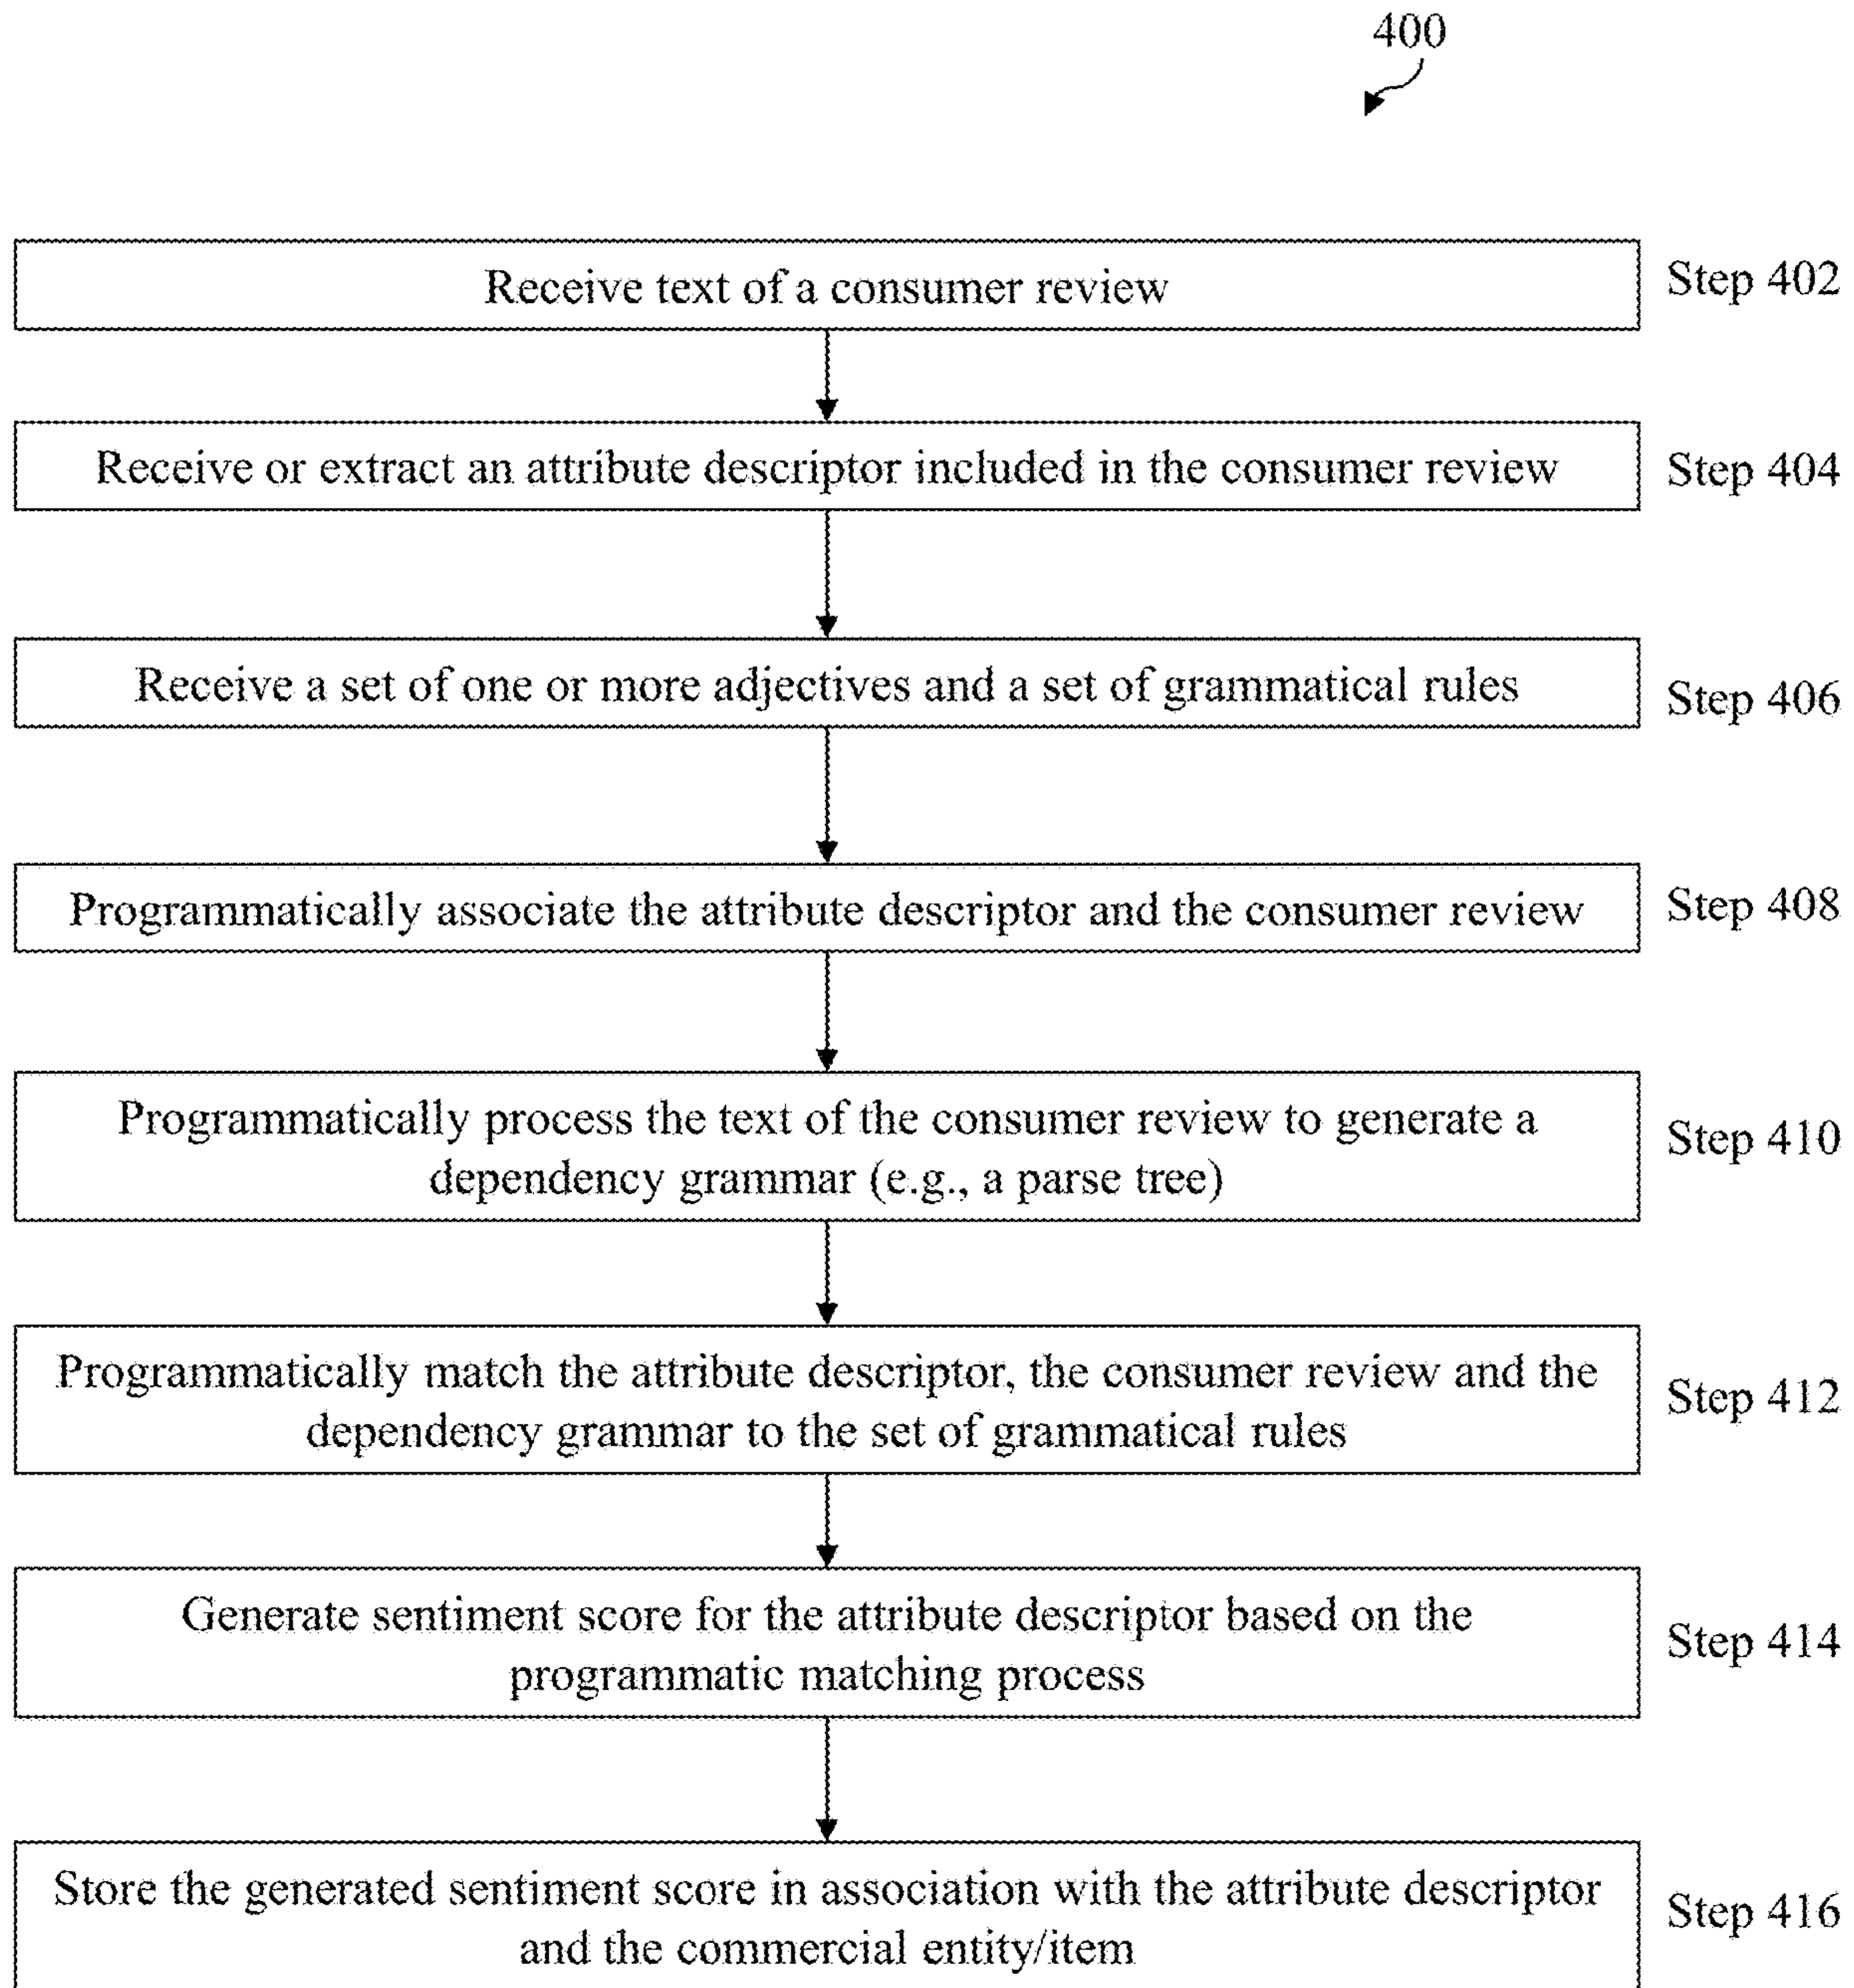 400
Receive text of a consumer review
Step 402
Receive or extract an attribute descriptor included in the consumer review
Step 404
Receive a set of one or more adjectives and a set of grammatical rules
Step 406
Programmatically associate the attribute descriptor and the consumer review
Step 408
Programmatically process the text of the consumer review to generate a
dependency grammar (e.g., a parse tree)
Step 410
Programmatically match the attribute descriptor, the consumer review and the
dependency grammar to the set of grammatical rules
Step 412
Generate sentiment score for the attribute descriptor based on the
programmatic matching process
Step 414
Store the generated sentiment score in association with the attribute descriptor
and the commercial entity/item
Step 416